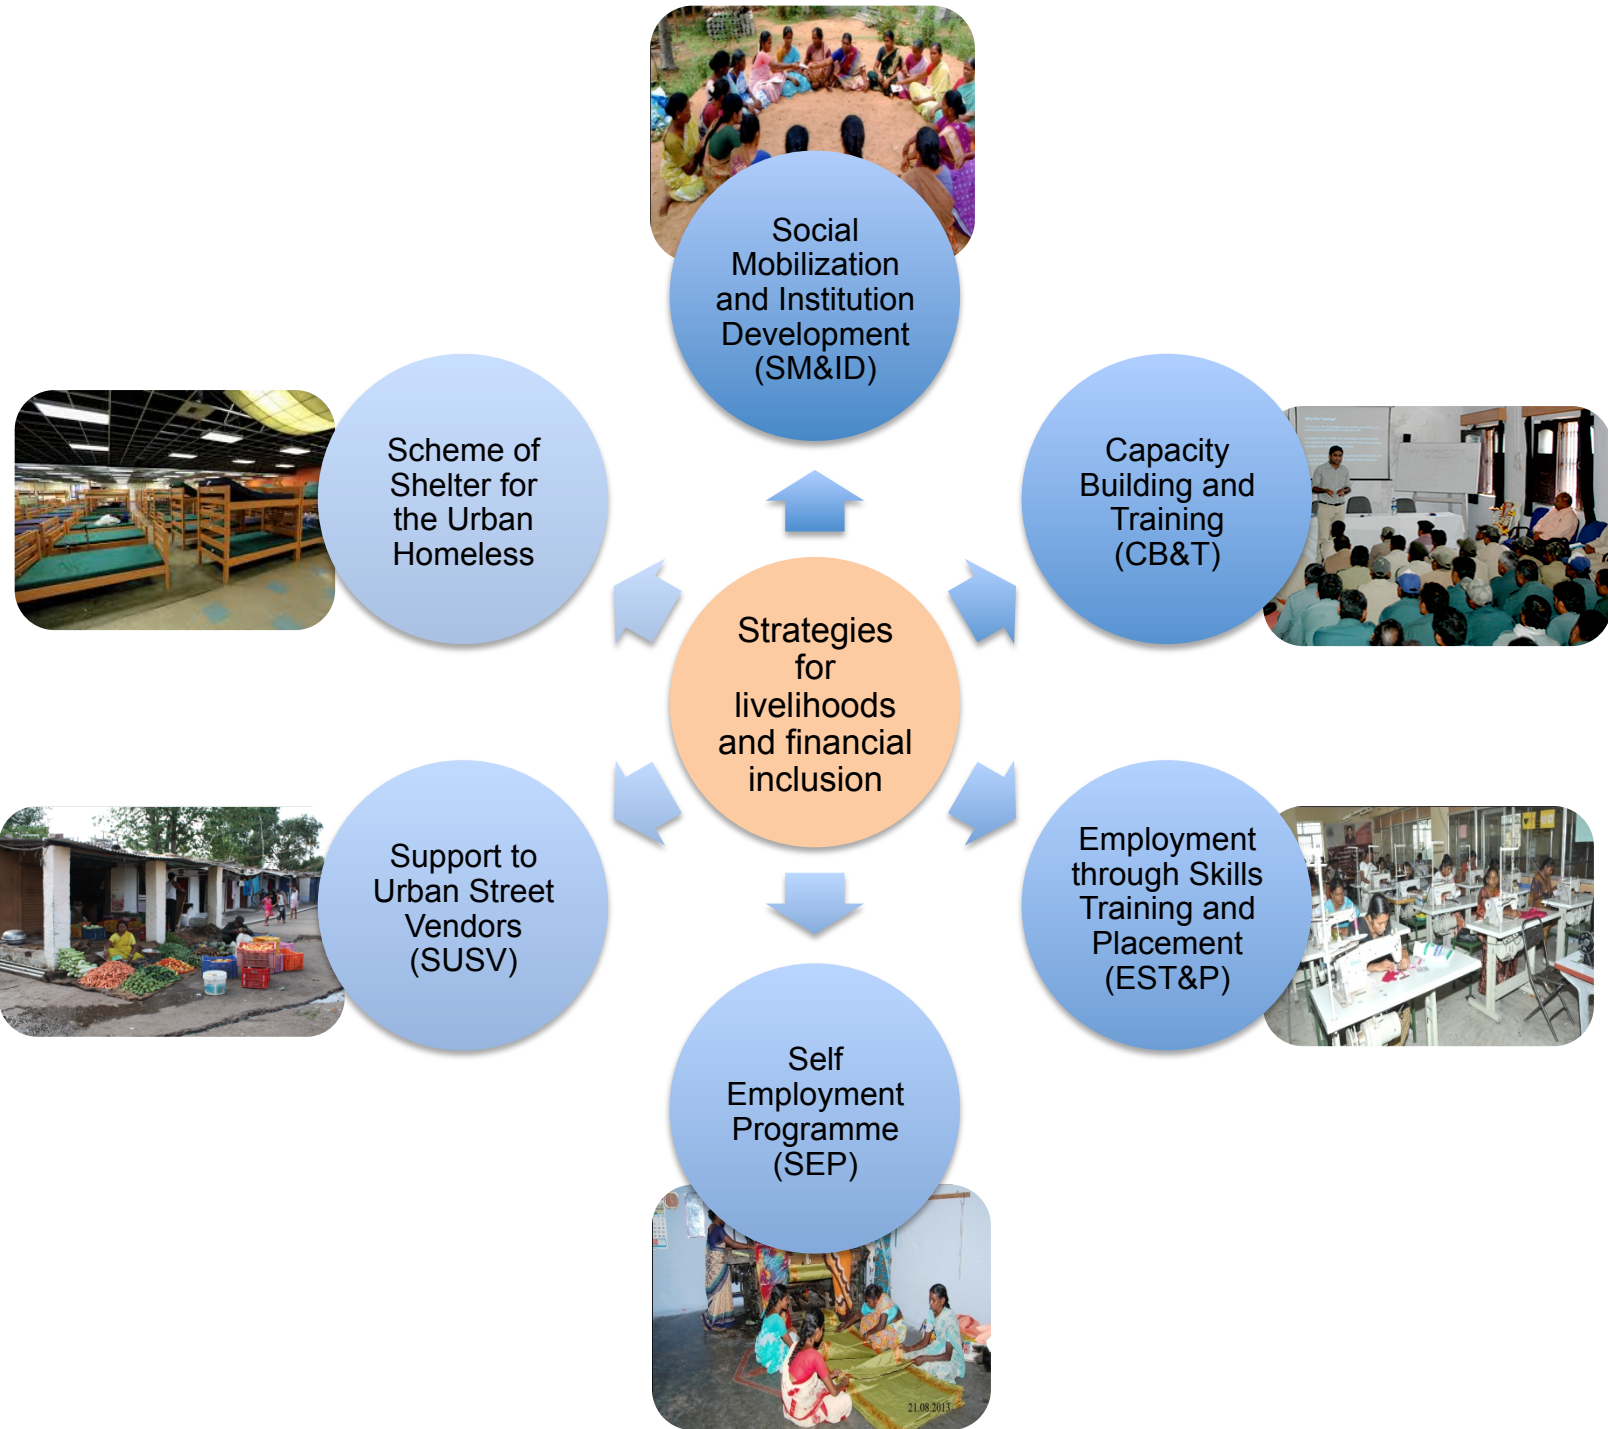 Social
Mobilization
and Institution
Development
(SM&ID)
Scheme of
Shelter for
the Urban
Homeless
Capacity
Building and
Training
(CB&T)
Strategies
for
livelihoods
and financial
inclusion
Support to
Urban Street
Vendors
(SUSV)
Employment
through Skills
Training and
Placement
(EST&P)
Self
Employment
Programme
(SEP)
21.08.2013